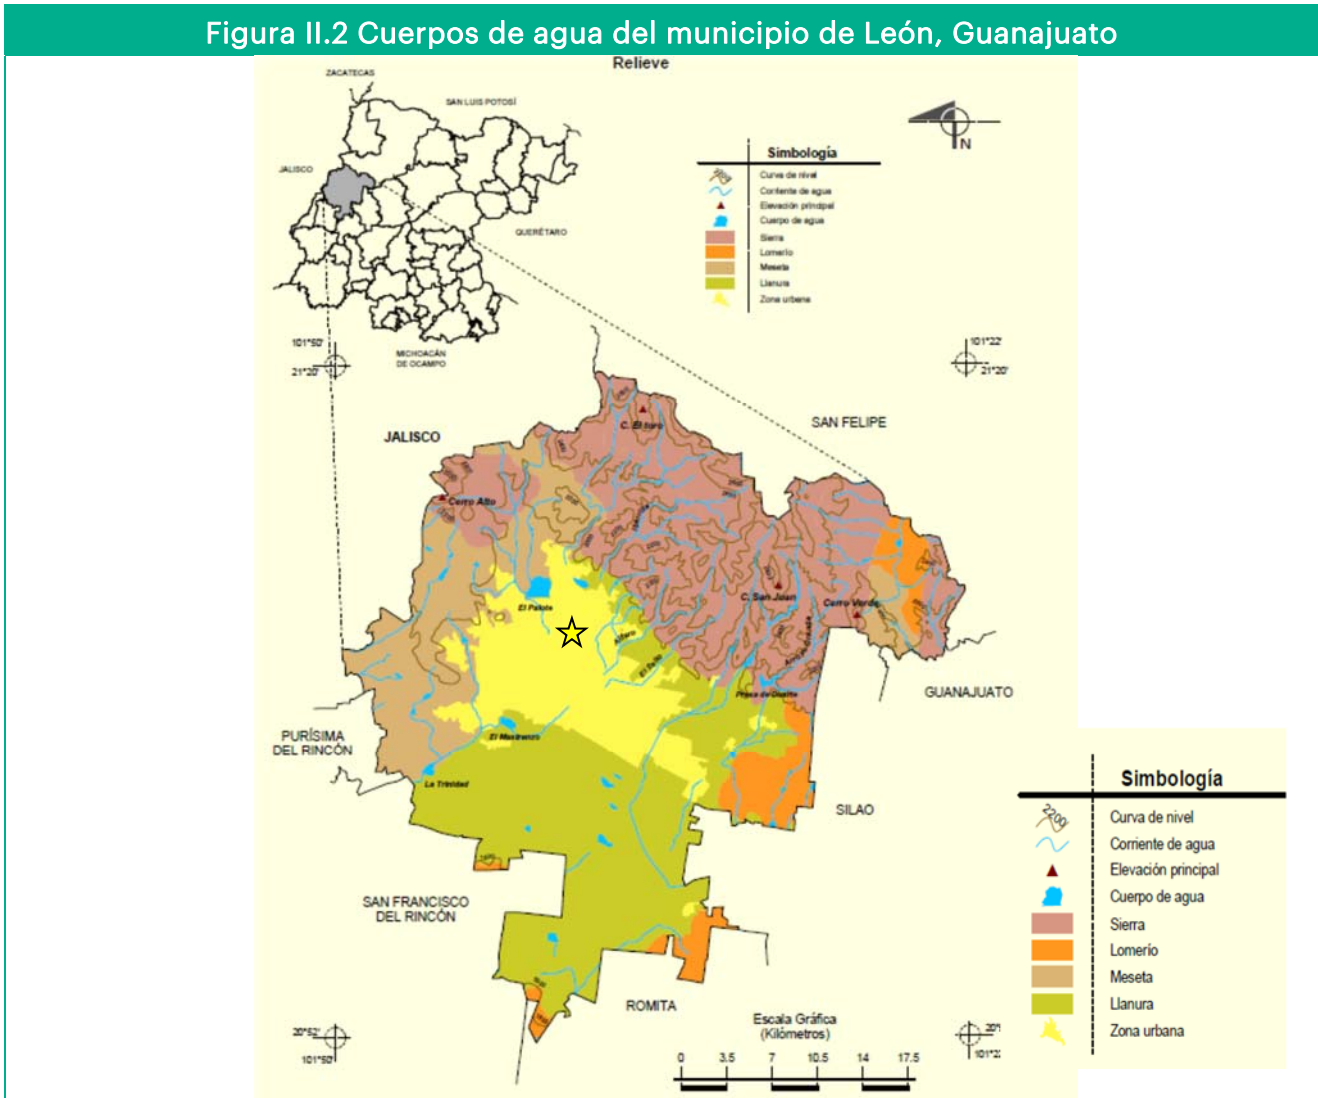 Figura II.2 Cuerpos de agua del municipio de León, Guanajuato
Relieve
ZACATECAS
SAN LUIS POTOSÍ
JALISCO
QUERÉTARO
MICHOACÁN
DE OCAMPO
N
Simbología
Curva de nivel
Corriente de agua
Elevación principal
Cuerpo de agua
Sierra
Lomerío
Meseta
Llanura
Zona urbana
101°50'
21°20'
101°22'
21°20'
JALISCO
SAN FELIPE
C. El toro
Cerro Alto
C. San Juan
Cerro Verde
El Palote
Alfaro
Presa de Duarte
GUANAJUATO
PURÍSIMA
DEL RINCÓN
El Mastranzo
La Trinidad
SILAO
SAN FRANCISCO
DEL RINCÓN
ROMITA
20°52'
101°50'
20°
101°2
Escala Gráfica
(Kilómetros)
0 3.5 7 10.5 14 17.5
Simbología
2200
Curva de nivel
Corriente de agua
Elevación principal
Cuerpo de agua
Sierra
Lomerío
Meseta
Llanura
Zona urbana